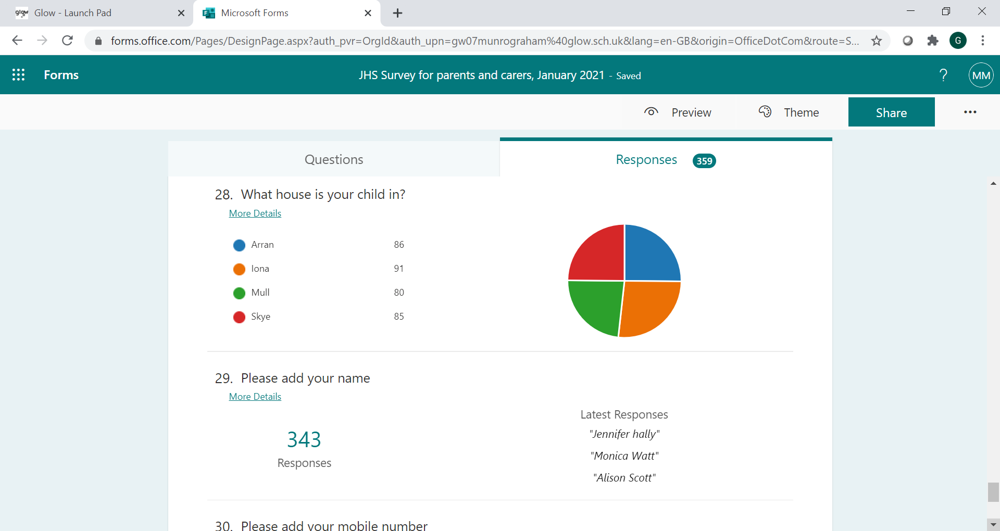 glow Glow - Launch Pad Microsoft Forms
forms.office.com/Pages/DesignPage.aspx?auth_pvr=OrgId&auth_upn=gw07munrograham%40glow.sch.uk&lang=en-GB&origin=OfficeDotCom&route=S... G
Forms JHS Survey for parents and carers, January 2021 - Saved ? MM
Preview Theme Share ...
Questions Responses 359
28. What house is your child in?
More Details
Arran 86
Iona 91
Mull 80
Skye 85
29. Please add your name
More Details
Latest Responses
"Jennifer hally"
343
"Monica Watt"
Responses
"Alison Scott"
30. Please add your mobile number